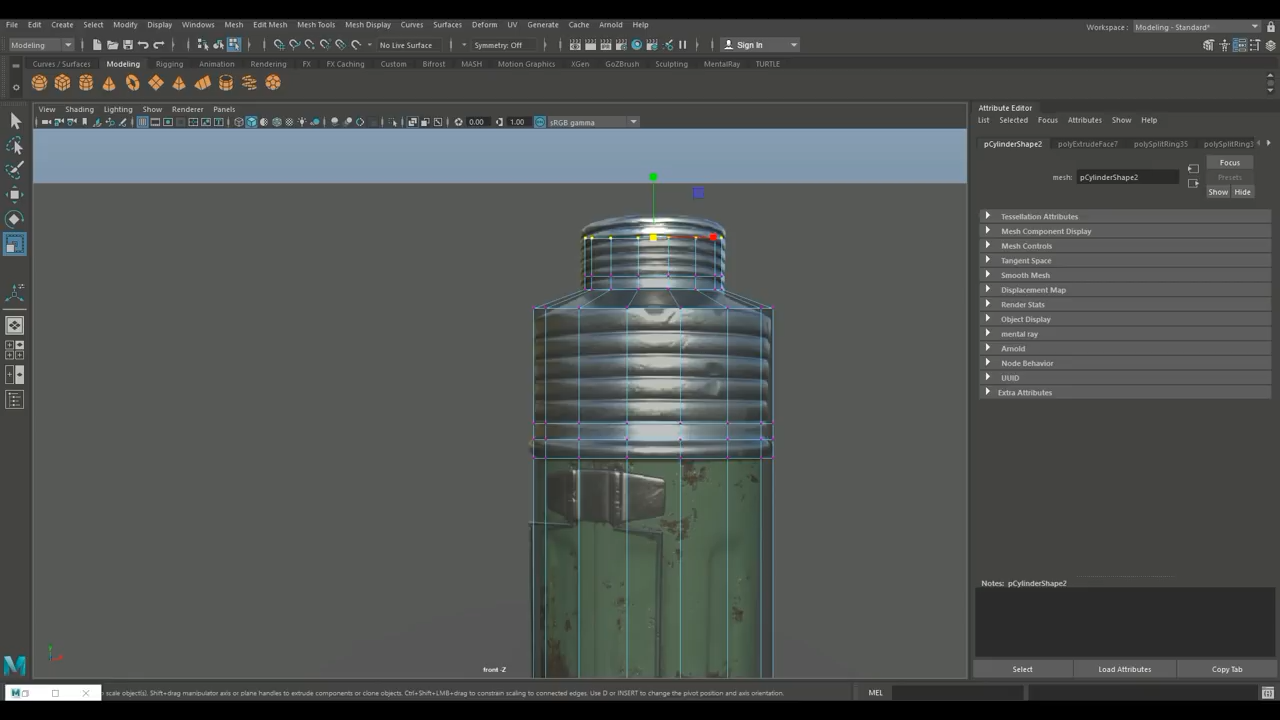 File Edit Create Select Modify Display Windows Mesh Edit Mesh Mesh Tools Mesh Display Curves Surfaces Deform UV Generate Cache Arnold Help
Workspace : Modeling - Standard*
Modeling
No Live Surface
Symmetry: Off
Sign In
Curves / Surfaces Modeling Rigging Animation Rendering FX FX Caching Custom Bifrost MASH Motion Graphics XGen GoZBrush Sculpting MentalRay TURTLE
View Shading Lighting Show Renderer Panels
0.00 1.00 sRGB gamma
front -Z
Attribute Editor
List Selected Focus Attributes Show Help
pCylinderShape2 polyExtrudeFace7 polySplitRing35 polySplitRing3
Focus
mesh: pCylinderShape2
Presets
Show Hide
Tessellation Attributes
Mesh Component Display
Mesh Controls
Tangent Space
Smooth Mesh
Displacement Map
Render Stats
Object Display
mental ray
Arnold
Node Behavior
UUID
Extra Attributes
Notes: pCylinderShape2
Select Load Attributes Copy Tab
scale object(s). Shift+drag manipulator axis or plane handles to extrude components or clone objects. Ctrl+Shift+LMB+drag to constrain scaling to connected edges. Use D or INSERT to change the pivot position and axis orientation.
MEL